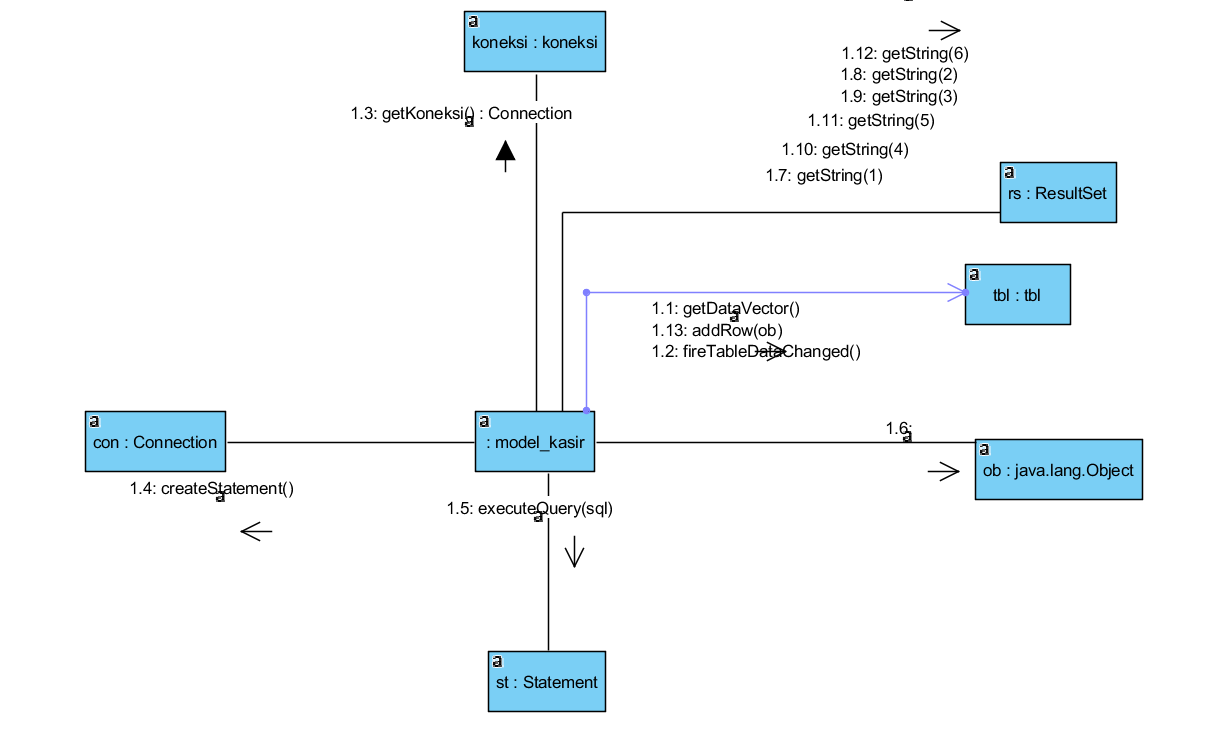 koneksi : koneksi
1.3: getKoneksi() : Connection
1.12: getString(6)
1.8: getString(2)
1.9: getString(3)
1.11: getString(5)
1.10: getString(4)
1.7: getString(1)
rs : ResultSet
tbl : tbl
1.1: getDataVector()
1.13: addRow(ob)
1.2: fireTableDataChanged()
con : Connection
: model_kasir
1.6:
ob : java.lang.Object
1.4: createStatement()
1.5: executeQuery(sql)
st : Statement